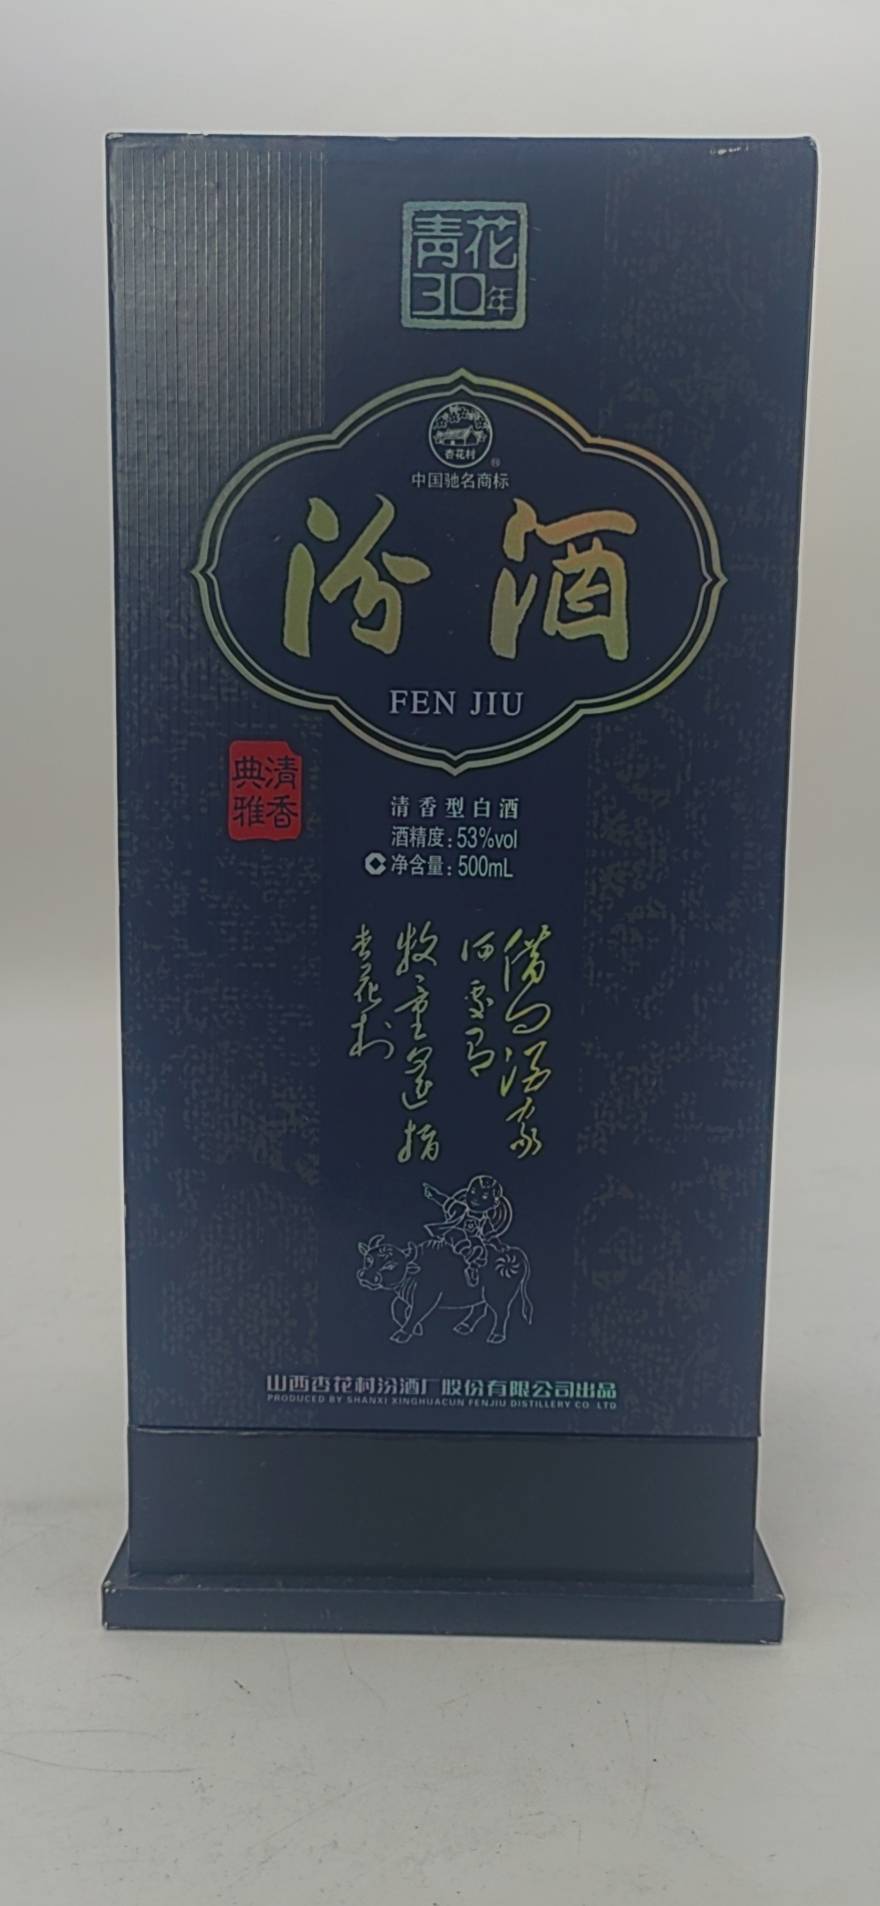 青花
30年
杏花村
®
中国驰名商标
汾酒
FEN JIU
清香
典雅
清香型白酒
酒精度:53%vol
净含量:500mL
借问酒家
何处有
牧童遥指
杏花村
山西杏花村汾酒厂股份有限公司出品
PRODUCED BY SHANXI XINGHUACUN FENJIU DISTILLERY CO LTD